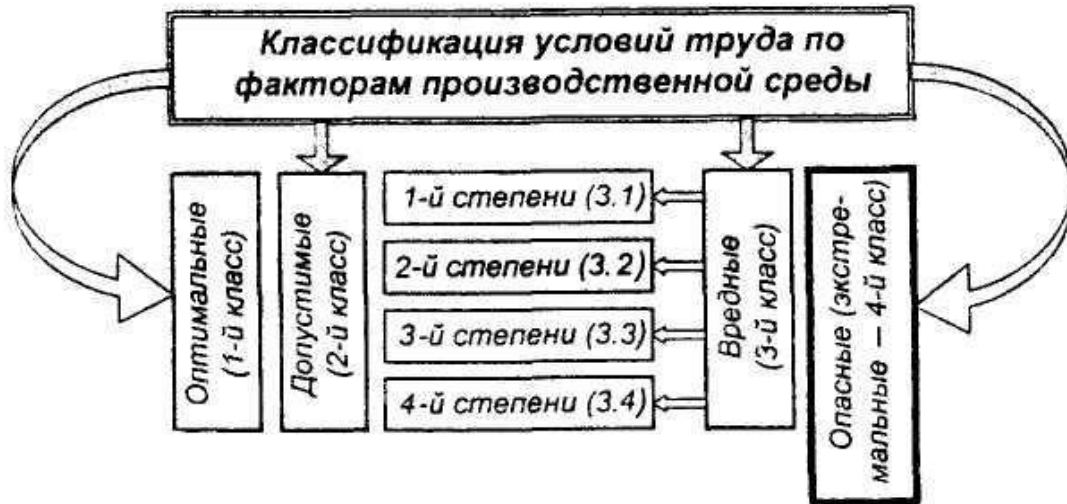 Классификация условий труда по
факторам производственной среды
Оптимальные
(1-й класс)
Допустимые
(2-й класс)
1-й степени (3.1)
2-й степени (3.2)
3-й степени (3.3)
4-й степени (3.4)
Вредные
(3-й класс)
Опасные (экстре-
мальные — 4-й класс)